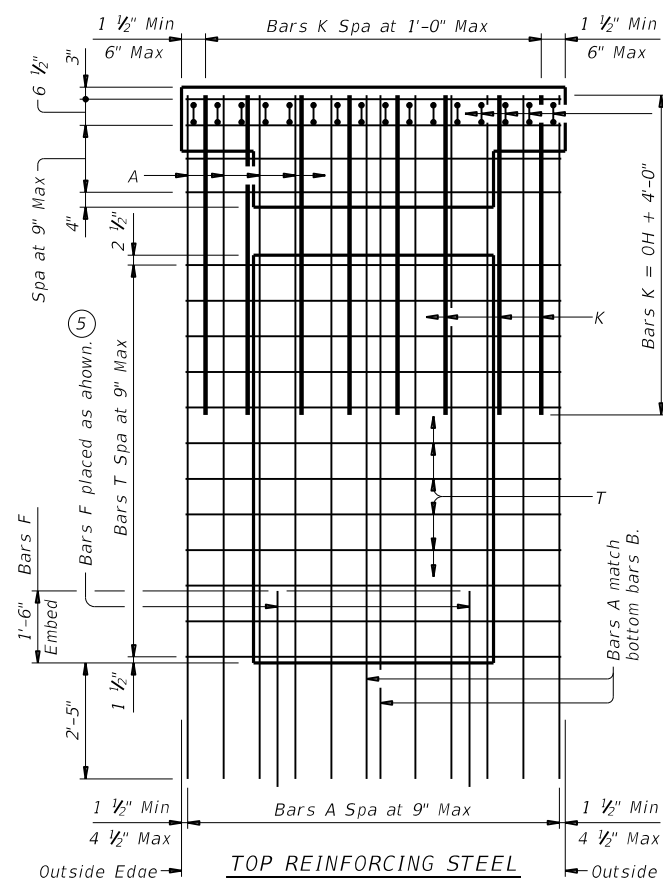 1 ½" Min
Bars K Spa at 1'-0" Max
1 ½" Min
6" Max
6" Max
6 ½"
3"
Spa at 9" Max
4"
A
2 ½"
Bars K = OH + 4'-0"
K
5
Bars F placed as ahown.
Bars T Spa at 9" Max
T
Bars F
1'-6"
Embed
Bars A match
bottom bars B.
1 ½"
2'-5"
1 ½" Min
Bars A Spa at 9" Max
1 ½" Min
4 ½" Max
4 ½" Max
Outside Edge
TOP REINFORCING STEEL
Outside